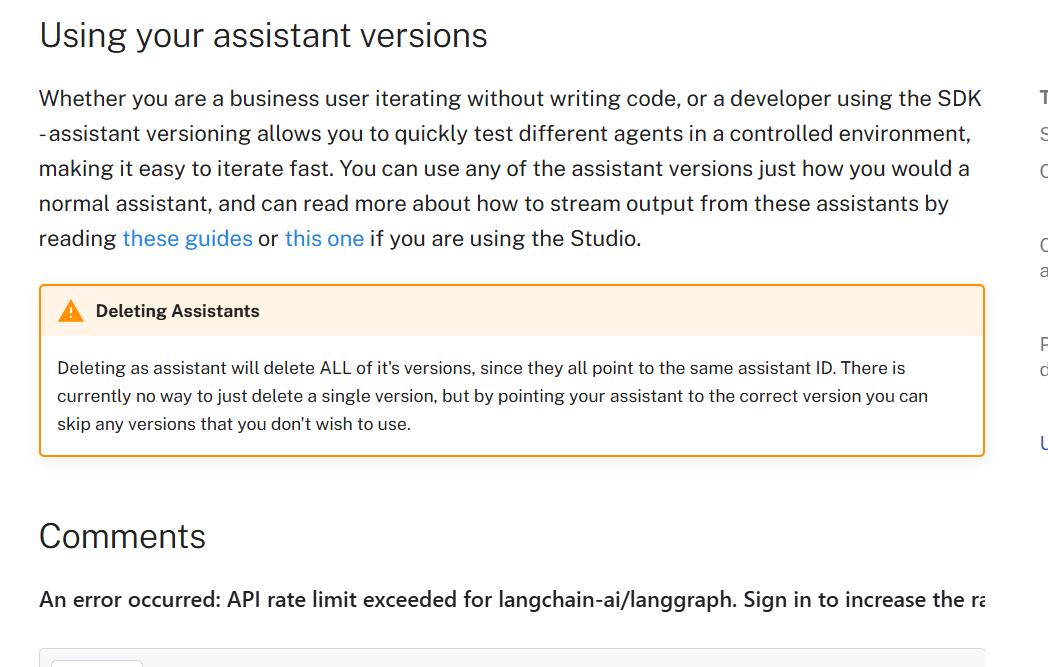 Using your assistant versions
Whether you are a business user iterating without writing code, or a developer using the SDK
- assistant versioning allows you to quickly test different agents in a controlled environment,
making it easy to iterate fast. You can use any of the assistant versions just how you would a
normal assistant, and can read more about how to stream output from these assistants by
reading these guides or this one if you are using the Studio.
Deleting Assistants
Deleting as assistant will delete ALL of it's versions, since they all point to the same assistant ID. There is
currently no way to just delete a single version, but by pointing your assistant to the correct version you can
skip any versions that you don't wish to use.
Comments
An error occurred: API rate limit exceeded for langchain-ai/langgraph. Sign in to increase the